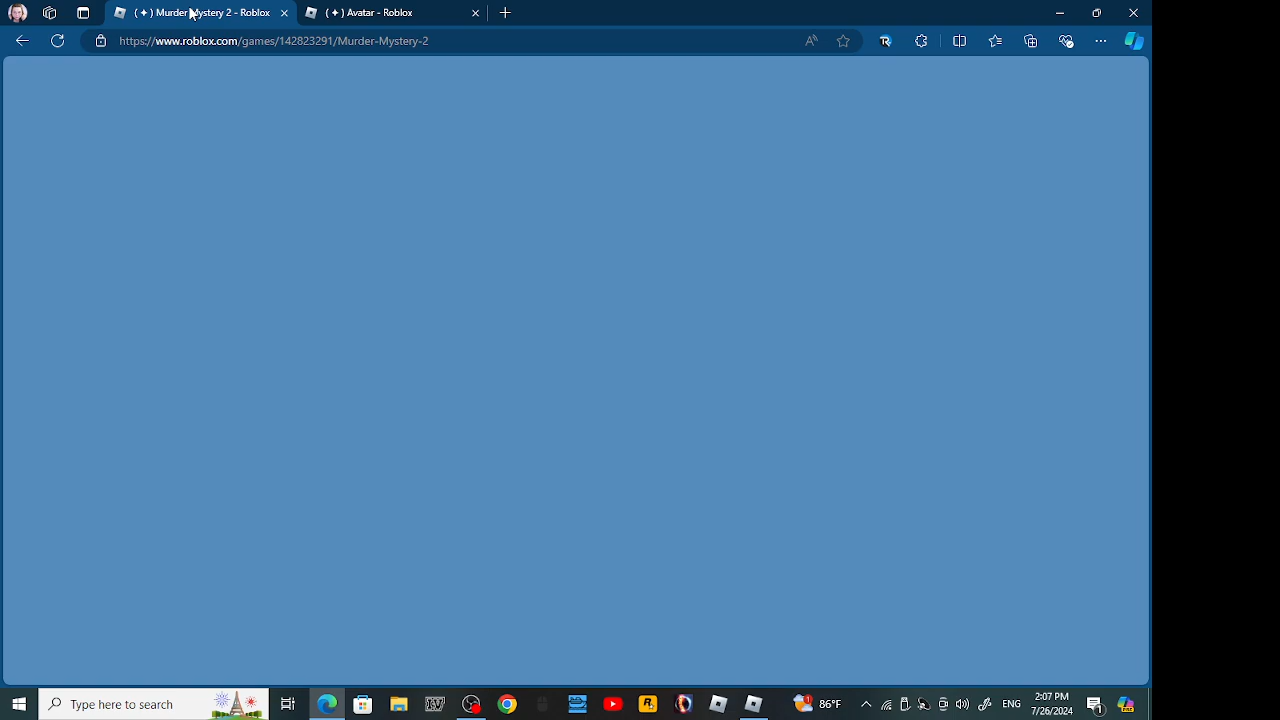 (✦) Murder Mystery 2 - Roblox
(✦) Avatar - Roblox
https://www.roblox.com/games/142823291/Murder-Mystery-2
Type here to search
86°F
ENG
2:07 PM
7/26/2024